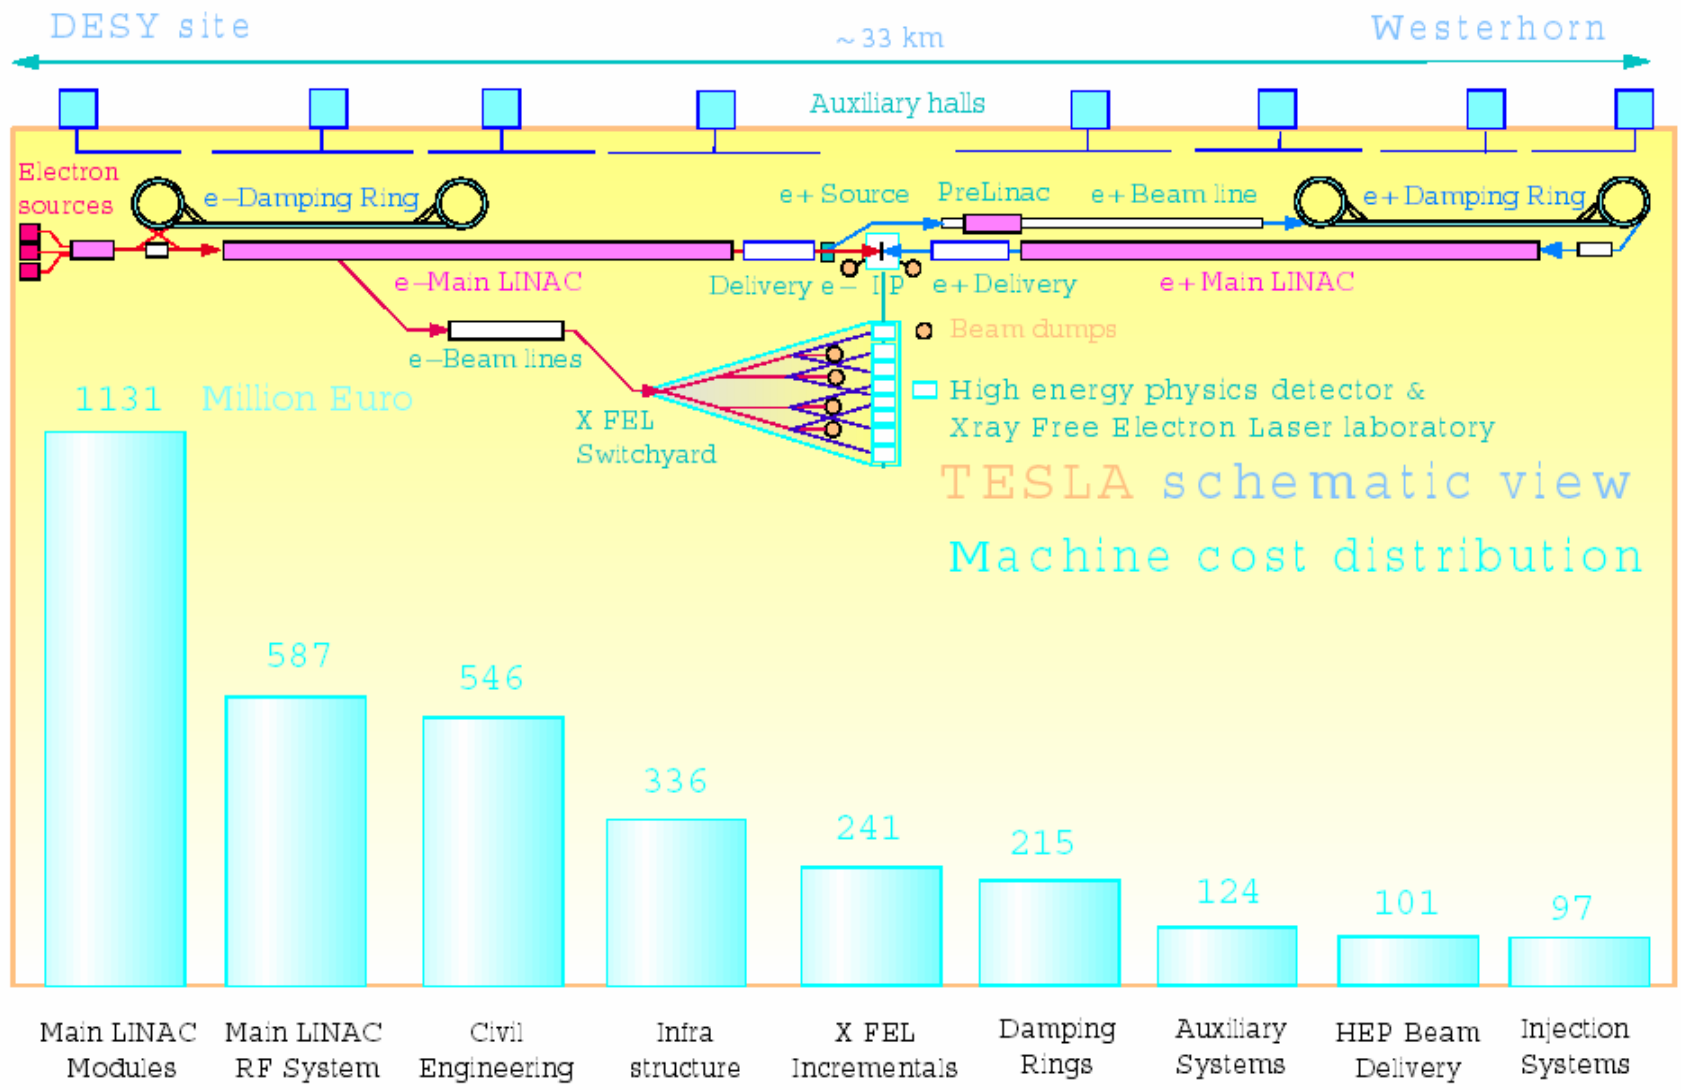 DESY site
~33 km
Westerhorn
Auxiliary halls
Electron
sources
e-Damping Ring
e+ Source
PreLinac
e+Beam line
e+Damping Ring
e-Main LINAC
Delivery e-
IP
e+Delivery
e+Main LINAC
e-Beam lines
Beam dumps
X FEL
Switchyard
High energy physics detector &
Xray Free Electron Laser laboratory
TESLA schematic view
Machine cost distribution
1131 Million Euro
587
546
336
241
215
124
101
97
Main LINAC
Modules
Main LINAC
RF System
Civil
Engineering
Infra
structure
X FEL
Incrementals
Damping
Rings
Auxiliary
Systems
HEP Beam
Delivery
Injection
Systems